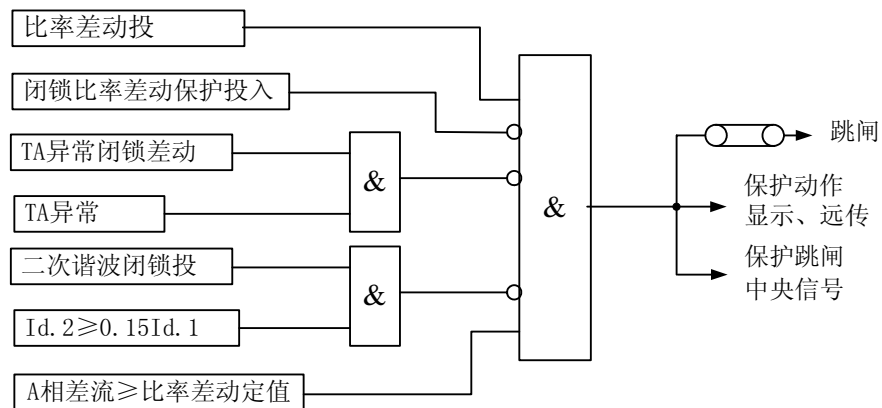 比率差动投
闭锁比率差动保护投入
TA异常闭锁差动
TA异常
&
二次谐波闭锁投
Id.2≥0.15Id.1
&
A相差流≥比率差动定值
&
跳闸
保护动作
显示、远传
保护跳闸
中央信号